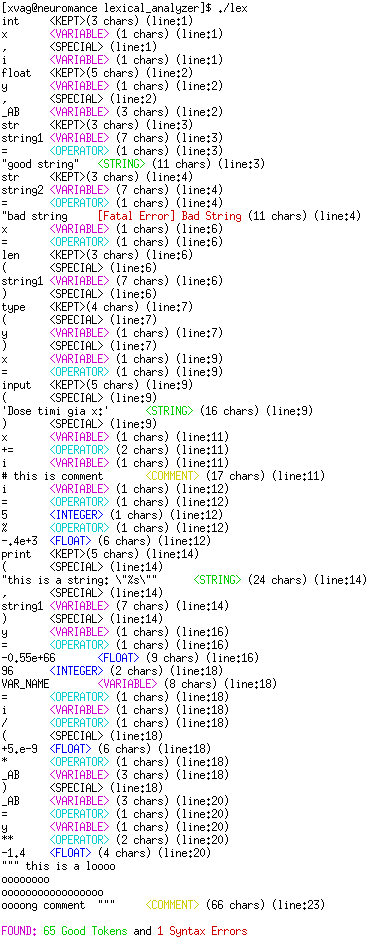 [xvag@neuromance lexical_analyzer]$ ./lex
int <KEPT>(3 chars) (line:1)
x <VARIABLE> (1 chars) (line:1)
, <SPECIAL> (line:1)
i <VARIABLE> (1 chars) (line:1)
float <KEPT>(5 chars) (line:2)
y <VARIABLE> (1 chars) (line:2)
, <SPECIAL> (line:2)
_AB <VARIABLE> (3 chars) (line:2)
str <KEPT>(3 chars) (line:3)
string1 <VARIABLE> (7 chars) (line:3)
= <OPERATOR> (1 chars) (line:3)
"good string" <STRING> (11 chars) (line:3)
str <KEPT>(3 chars) (line:4)
string2 <VARIABLE> (7 chars) (line:4)
= <OPERATOR> (1 chars) (line:4)
"bad string [Fatal Error] Bad String (11 chars) (line:4)
x <VARIABLE> (1 chars) (line:6)
= <OPERATOR> (1 chars) (line:6)
len <KEPT>(3 chars) (line:6)
( <SPECIAL> (line:6)
string1 <VARIABLE> (7 chars) (line:6)
) <SPECIAL> (line:6)
type <KEPT>(4 chars) (line:7)
( <SPECIAL> (line:7)
y <VARIABLE> (1 chars) (line:7)
) <SPECIAL> (line:7)
x <VARIABLE> (1 chars) (line:9)
= <OPERATOR> (1 chars) (line:9)
input <KEPT>(5 chars) (line:9)
( <SPECIAL> (line:9)
'Dose timi gia x:' <STRING> (16 chars) (line:9)
) <SPECIAL> (line:9)
x <VARIABLE> (1 chars) (line:11)
+= <OPERATOR> (2 chars) (line:11)
i <VARIABLE> (1 chars) (line:11)
# this is comment <COMMENT> (17 chars) (line:11)
i <VARIABLE> (1 chars) (line:12)
= <OPERATOR> (1 chars) (line:12)
5 <INTEGER> (1 chars) (line:12)
% <OPERATOR> (1 chars) (line:12)
-.4e+3 <FLOAT> (6 chars) (line:12)
print <KEPT>(5 chars) (line:14)
( <SPECIAL> (line:14)
"this is a string: \"%s\"" <STRING> (24 chars) (line:14)
, <SPECIAL> (line:14)
string1 <VARIABLE> (7 chars) (line:14)
) <SPECIAL> (line:14)
y <VARIABLE> (1 chars) (line:16)
= <OPERATOR> (1 chars) (line:16)
-0.55e+66 <FLOAT> (9 chars) (line:16)
96 <INTEGER> (2 chars) (line:18)
VAR_NAME <VARIABLE> (8 chars) (line:18)
= <OPERATOR> (1 chars) (line:18)
i <VARIABLE> (1 chars) (line:18)
/ <OPERATOR> (1 chars) (line:18)
( <SPECIAL> (line:18)
+5.e-9 <FLOAT> (6 chars) (line:18)
* <OPERATOR> (1 chars) (line:18)
_AB <VARIABLE> (3 chars) (line:18)
) <SPECIAL> (line:18)
_AB <VARIABLE> (3 chars) (line:20)
= <OPERATOR> (1 chars) (line:20)
y <VARIABLE> (1 chars) (line:20)
** <OPERATOR> (2 chars) (line:20)
-1.4 <FLOAT> (4 chars) (line:20)
""" this is a loooo
oooooooo
ooooooooooooooooo
ooooong comment """ <COMMENT> (66 chars) (line:23)
FOUND: 65 Good Tokens and 1 Syntax Errors